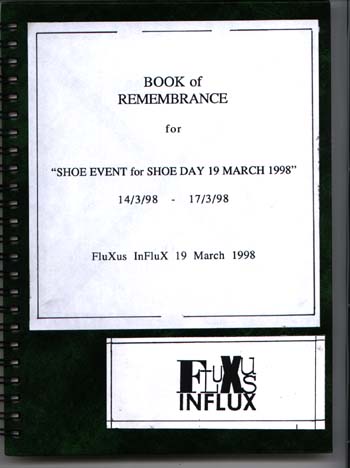 BOOK of
REMEMBRANCE
for
"SHOE EVENT for SHOE DAY 19 MARCH 1998"
14/3/98 - 17/3/98
FluXus InFluX 19 March 1998
FLuXuS
INFLUX